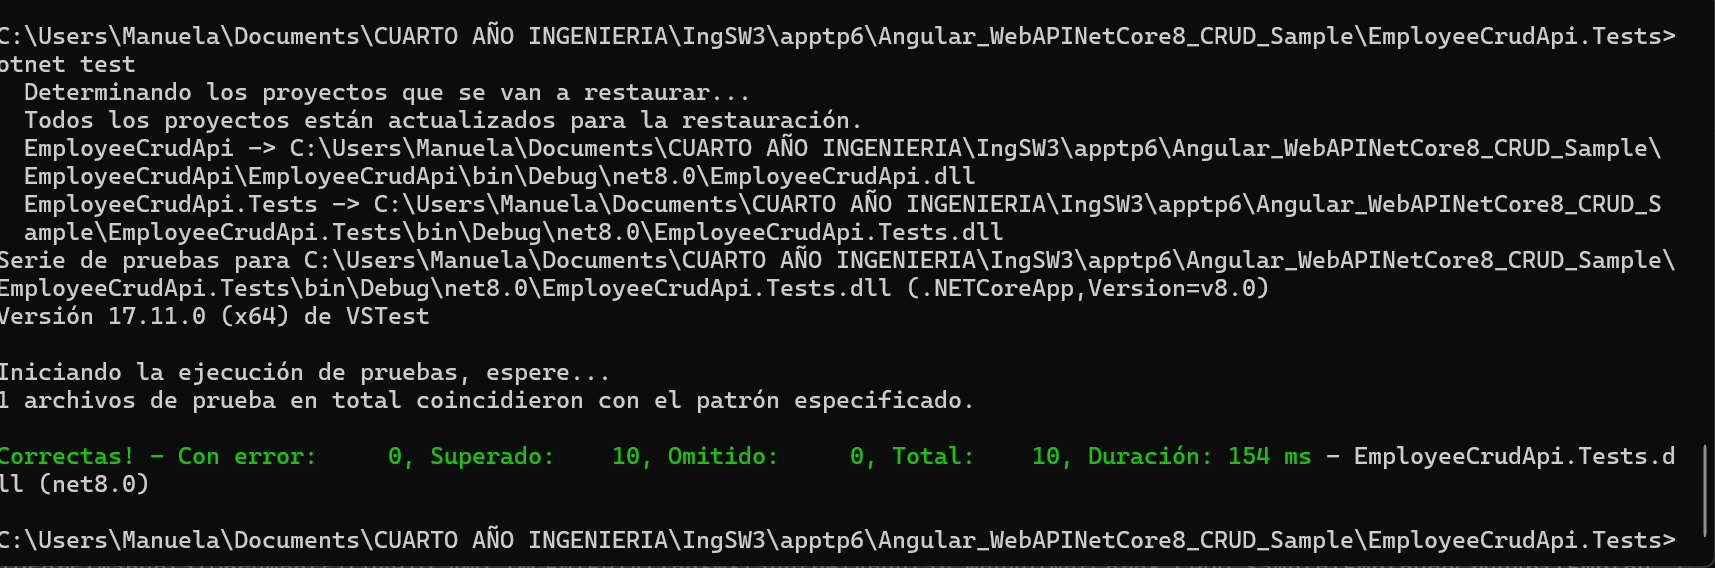 C:\Users\Manuela\Documents\CUARTO AÑO INGENIERIA\IngSW3\apptp6\Angular_WebAPINetCore8_CRUD_Sample\EmployeeCrudApi.Tests>
otnet test
Determinando los proyectos que se van a restaurar...
Todos los proyectos están actualizados para la restauración.
EmployeeCrudApi -> C:\Users\Manuela\Documents\CUARTO AÑO INGENIERIA\IngSW3\apptp6\Angular_WebAPINetCore8_CRUD_Sample\
EmployeeCrudApi\EmployeeCrudApi\bin\Debug\net8.0\EmployeeCrudApi.dll
EmployeeCrudApi.Tests -> C:\Users\Manuela\Documents\CUARTO AÑO INGENIERIA\IngSW3\apptp6\Angular_WebAPINetCore8_CRUD_S
ample\EmployeeCrudApi.Tests\bin\Debug\net8.0\EmployeeCrudApi.Tests.dll
Serie de pruebas para C:\Users\Manuela\Documents\CUARTO AÑO INGENIERIA\IngSW3\apptp6\Angular_WebAPINetCore8_CRUD_Sample\
EmployeeCrudApi.Tests\bin\Debug\net8.0\EmployeeCrudApi.Tests.dll (.NETCoreApp,Version=v8.0)
Versión 17.11.0 (x64) de VSTest
Iniciando la ejecución de pruebas, espere...
1 archivos de prueba en total coincidieron con el patrón especificado.
Correctas! - Con error:     0, Superado:    10, Omitido:     0, Total:    10, Duración: 154 ms - EmployeeCrudApi.Tests.d
ll (net8.0)
C:\Users\Manuela\Documents\CUARTO AÑO INGENIERIA\IngSW3\apptp6\Angular_WebAPINetCore8_CRUD_Sample\EmployeeCrudApi.Tests>